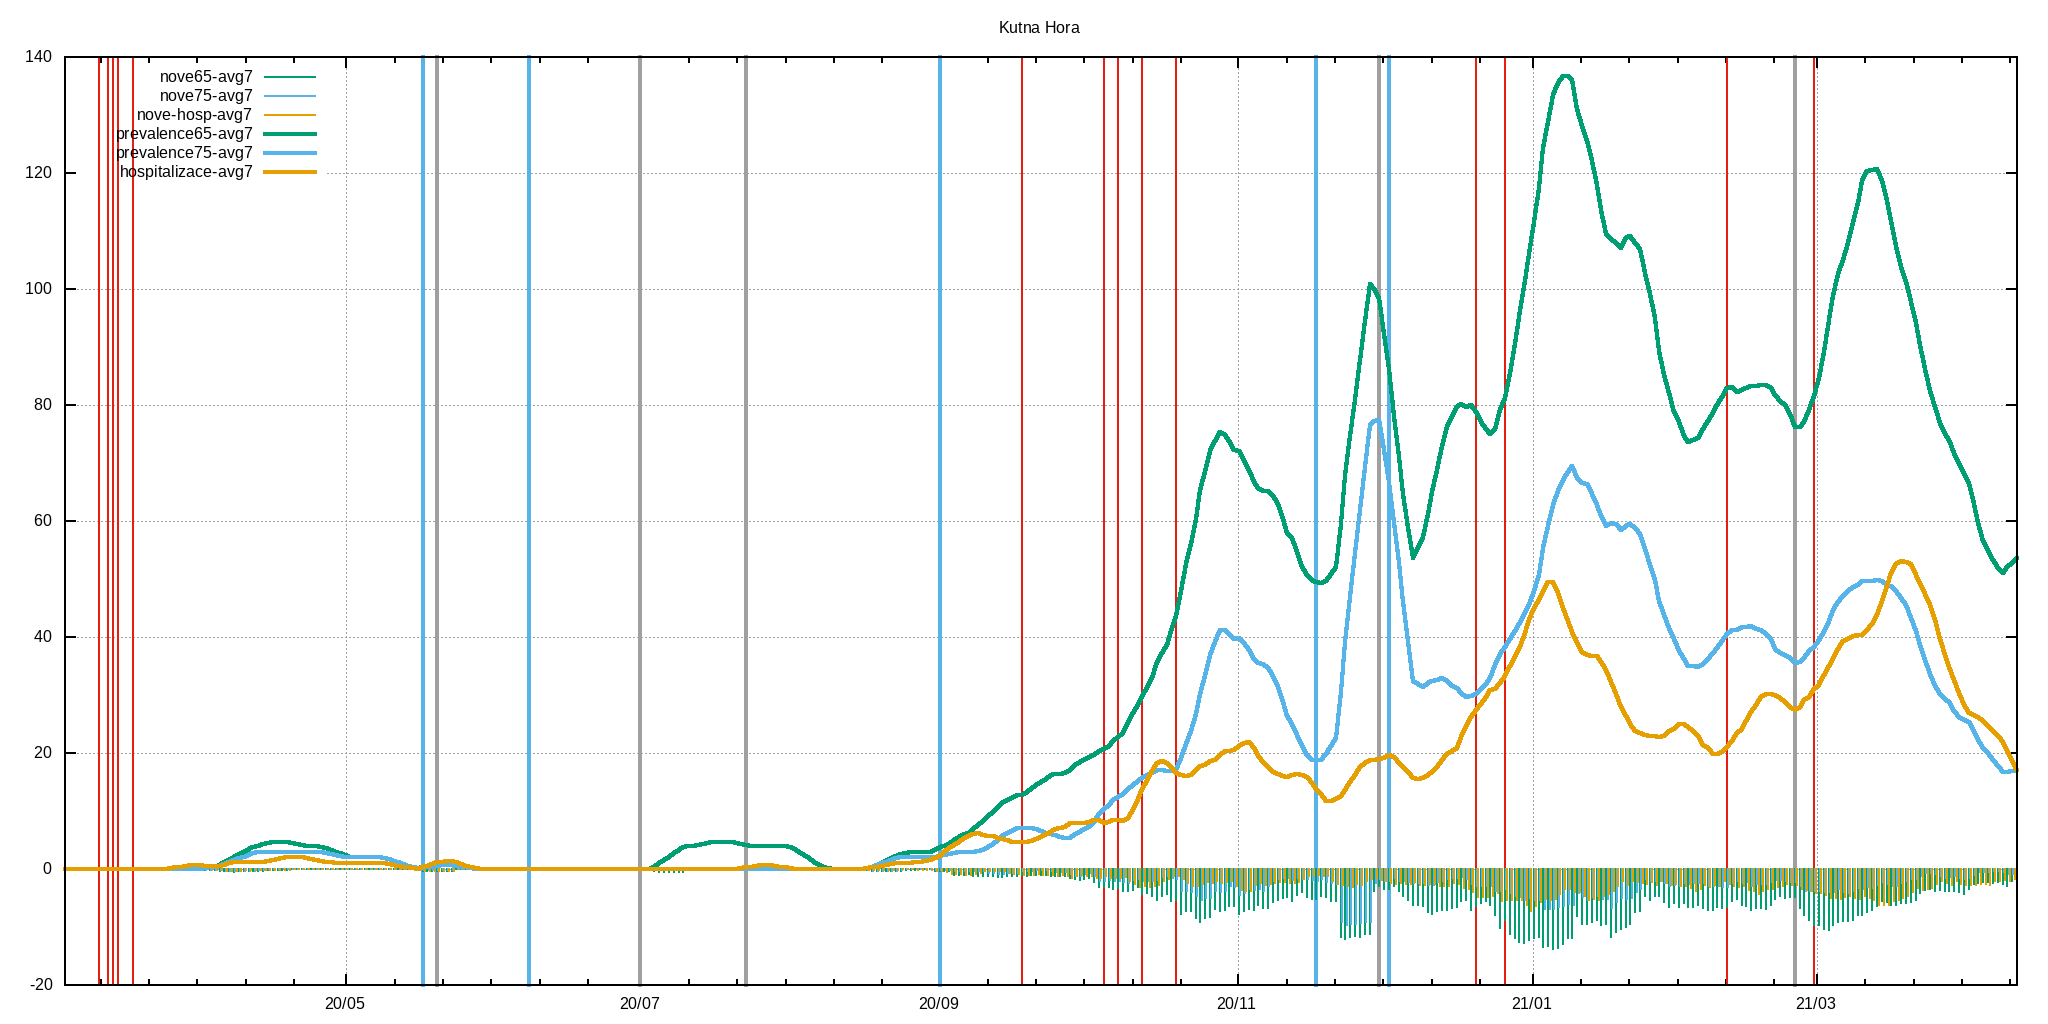 Kutna Hora
140
120
100
80
60
40
20
0
-20
nove65-avg7
nove75-avg7
nove-hosp-avg7
prevalence65-avg7
prevalence75-avg7
hospitalizace-avg7
20/05 20/07 20/09 20/11 21/01 21/03